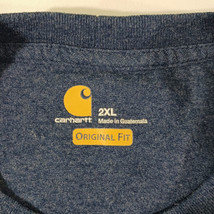 carhartt
2XL
Made in Guatemala
ORIGINAL FIT